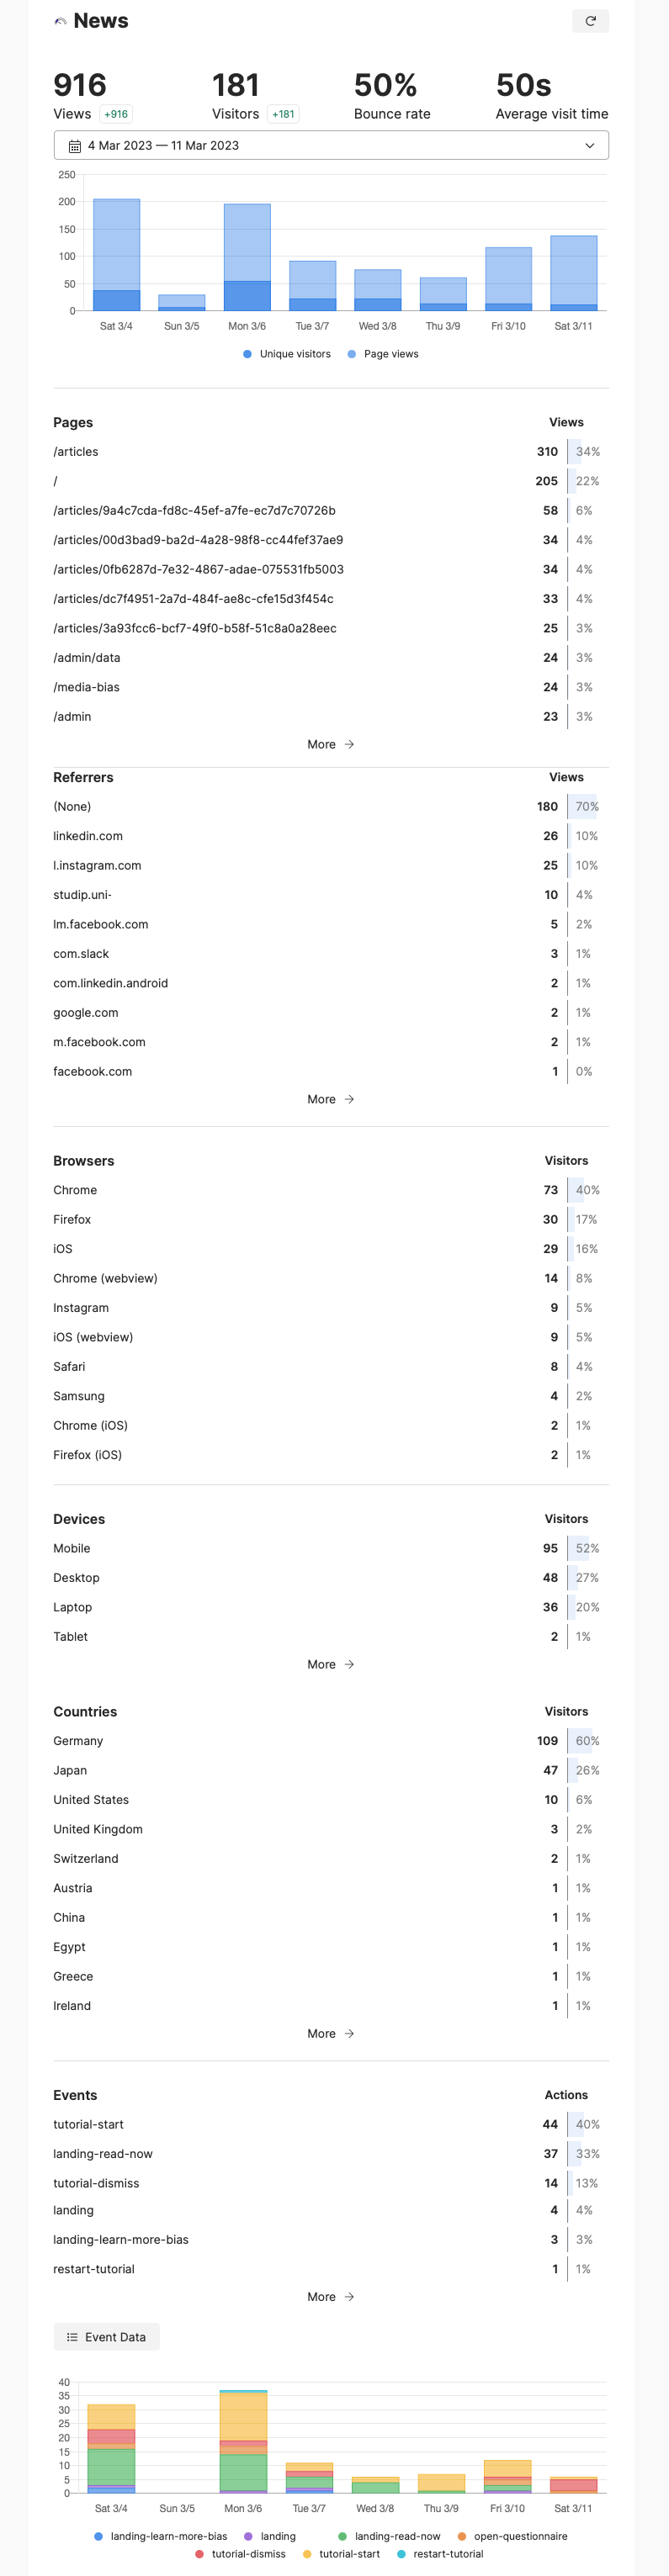 News
916 181 50% 50s
Views +916 Visitors +181 Bounce rate Average visit time
4 Mar 2023 — 11 Mar 2023
250
200
150
100
50
0
Sat 3/4 Sun 3/5 Mon 3/6 Tue 3/7 Wed 3/8 Thu 3/9 Fri 3/10 Sat 3/11
Unique visitors Page views
Pages Views
/articles 310 34%
/ 205 22%
/articles/9a4c7cda-fd8c-45ef-a7fe-ec7d7c70726b 58 6%
/articles/00d3bad9-ba2d-4a28-98f8-cc44fef37ae9 34 4%
/articles/0fb6287d-7e32-4867-adae-075531fb5003 34 4%
/articles/dc7f4951-2a7d-484f-ae8c-cfe15d3f454c 33 4%
/articles/3a93fcc6-bcf7-49f0-b58f-51c8a0a28eec 25 3%
/admin/data 24 3%
/media-bias 24 3%
/admin 23 3%
More
Referrers Views
(None) 180 70%
linkedin.com 26 10%
l.instagram.com 25 10%
studip.uni- 10 4%
lm.facebook.com 5 2%
com.slack 3 1%
com.linkedin.android 2 1%
google.com 2 1%
m.facebook.com 2 1%
facebook.com 1 0%
More
Browsers Visitors
Chrome 73 40%
Firefox 30 17%
iOS 29 16%
Chrome (webview) 14 8%
Instagram 9 5%
iOS (webview) 9 5%
Safari 8 4%
Samsung 4 2%
Chrome (iOS) 2 1%
Firefox (iOS) 2 1%
Devices Visitors
Mobile 95 52%
Desktop 48 27%
Laptop 36 20%
Tablet 2 1%
More
Countries Visitors
Germany 109 60%
Japan 47 26%
United States 10 6%
United Kingdom 3 2%
Switzerland 2 1%
Austria 1 1%
China 1 1%
Egypt 1 1%
Greece 1 1%
Ireland 1 1%
More
Events Actions
tutorial-start 44 40%
landing-read-now 37 33%
tutorial-dismiss 14 13%
landing 4 4%
landing-learn-more-bias 3 3%
restart-tutorial 1 1%
More
Event Data
40
35
30
25
20
15
10
5
0
Sat 3/4 Sun 3/5 Mon 3/6 Tue 3/7 Wed 3/8 Thu 3/9 Fri 3/10 Sat 3/11
landing-learn-more-bias landing landing-read-now open-questionnaire
tutorial-dismiss tutorial-start restart-tutorial